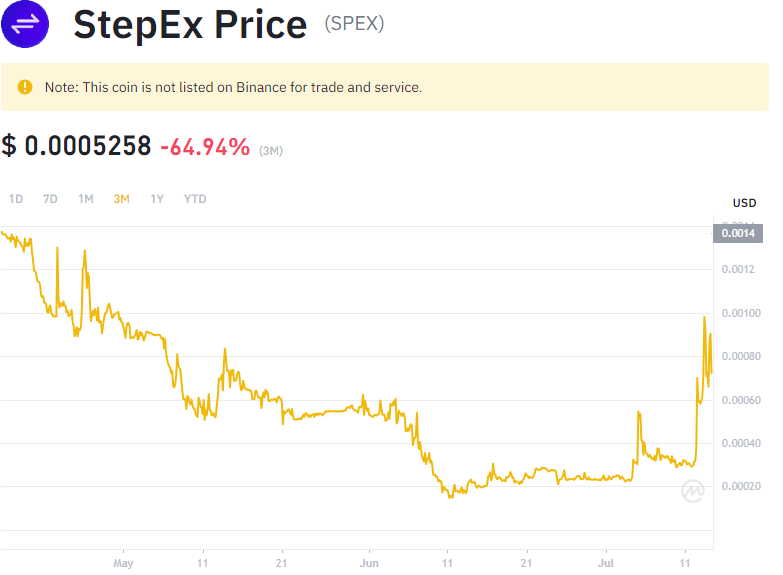 StepEx Price (SPEX)
Note: This coin is not listed on Binance for trade and service.
$ 0.0005258 -64.94% (3M)
1D 7D 1M 3M 1Y YTD
USD
0.0014
0.0012
0.00100
0.00080
0.00060
0.00040
0.00020
May 11 21 Jun 11 21 Jul 11